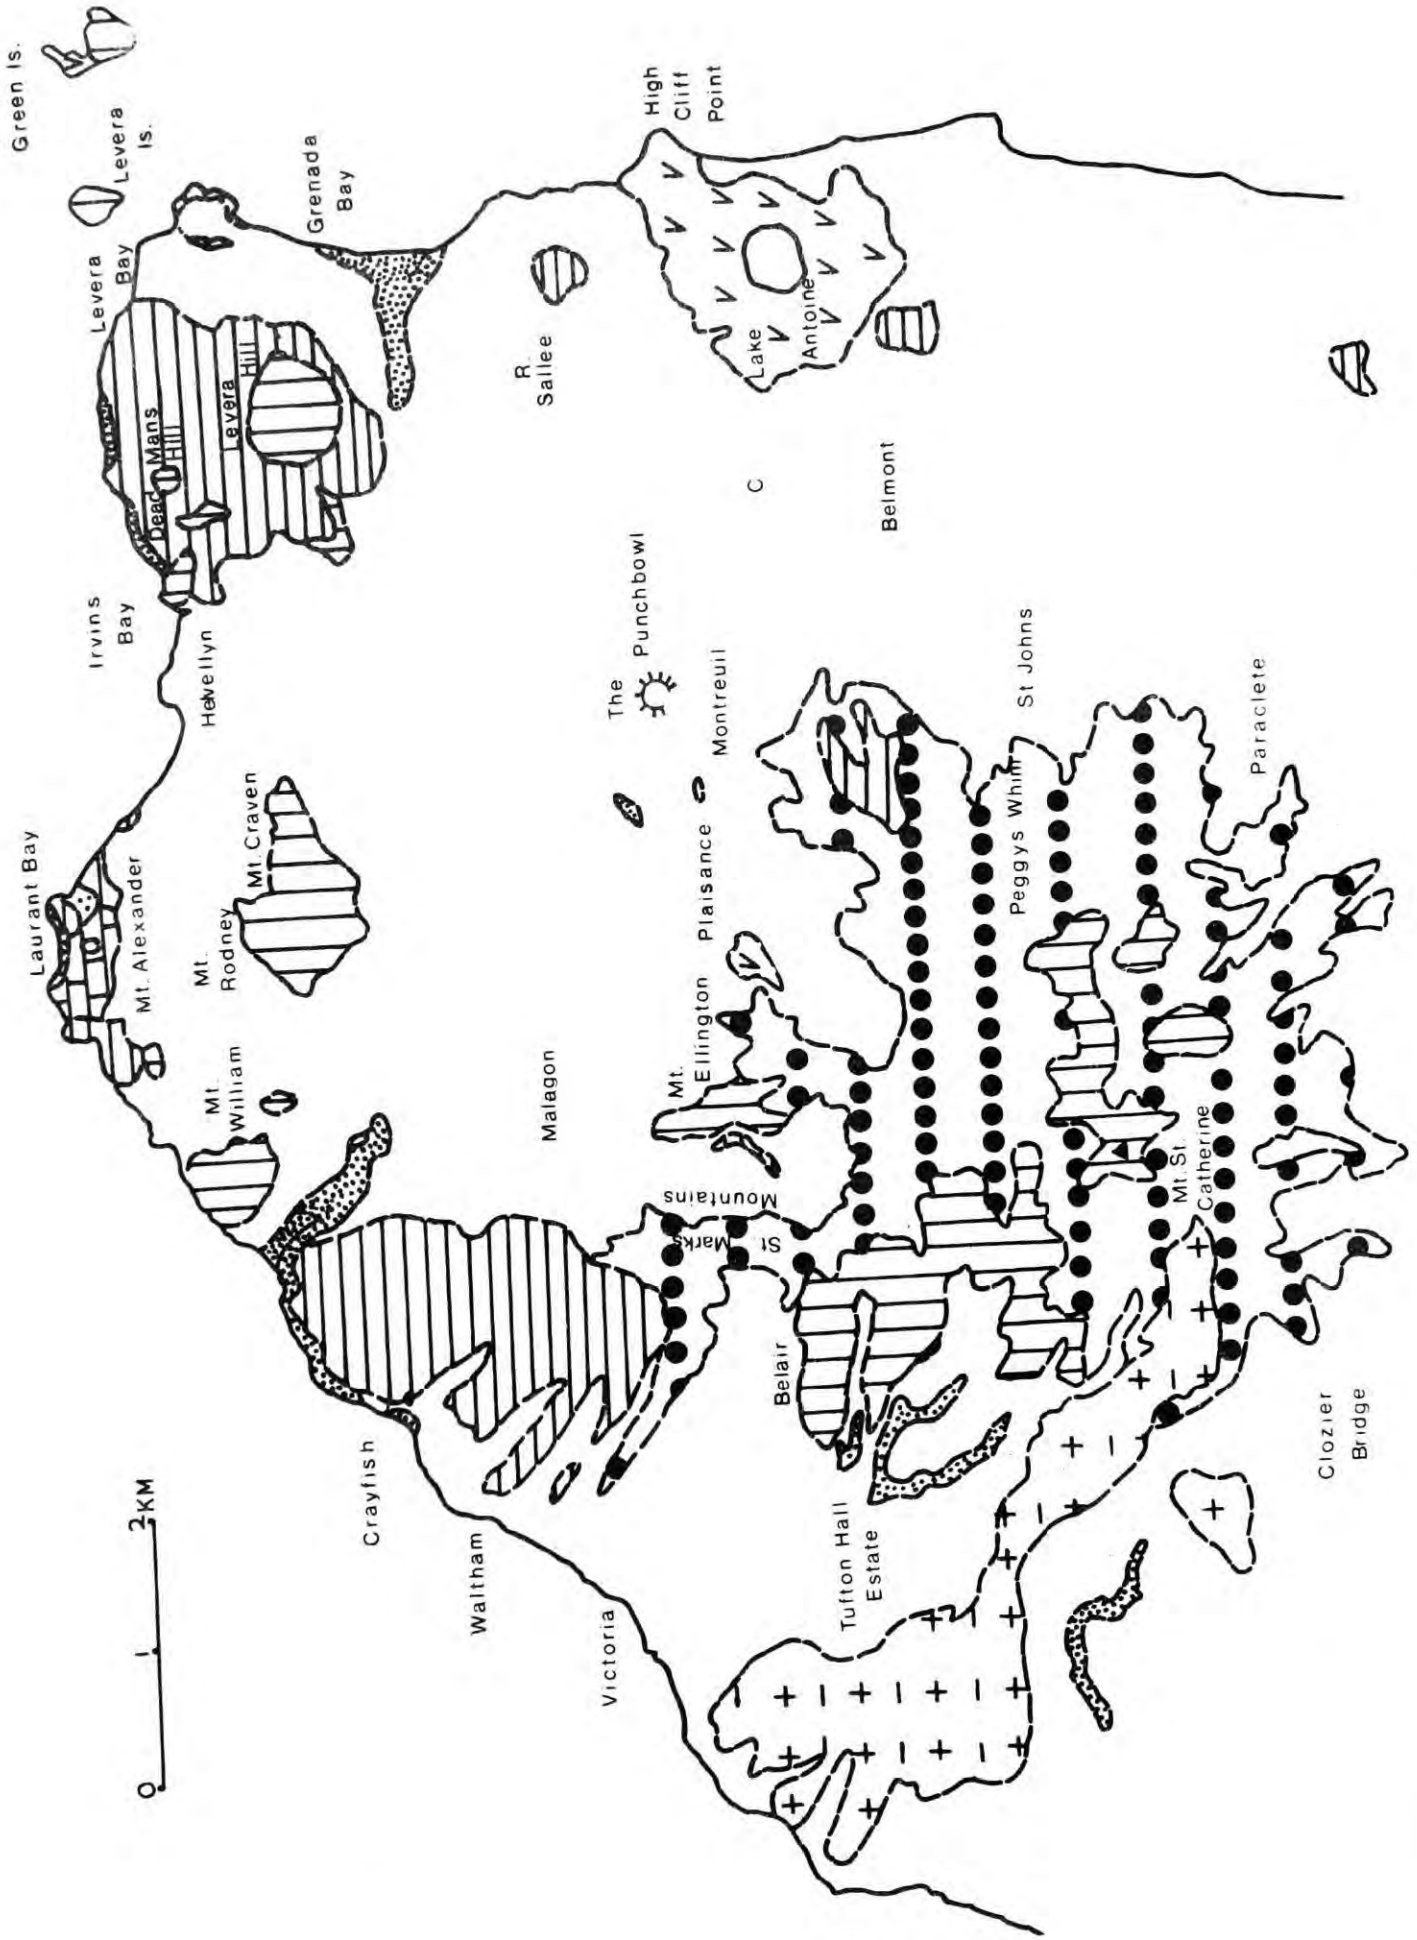 Green Is.
Levera
Is.
Levera
Bay
Grenada
Bay
High
Cliff
Point
Dead Mans
Hill
Levera
Hill
R.
Sallee
Lake
Antoine
C
Belmont
Irvins
Bay
Helvellyn
The
Punchbowl
Montreuil
St Johns
Paraclete
Laurant Bay
Mt. Alexander
Mt. Craven
Mt.
Rodney
Plaisance
Peggys Whim
Mt.
William
Malagon
Mt.
Ellington
St
Marks
Mountains
Mt. St.
Catherine
Belair
Crayfish
Waltham
Victoria
Tufton Hall
Estate
Clozier
Bridge
0 1 2KM